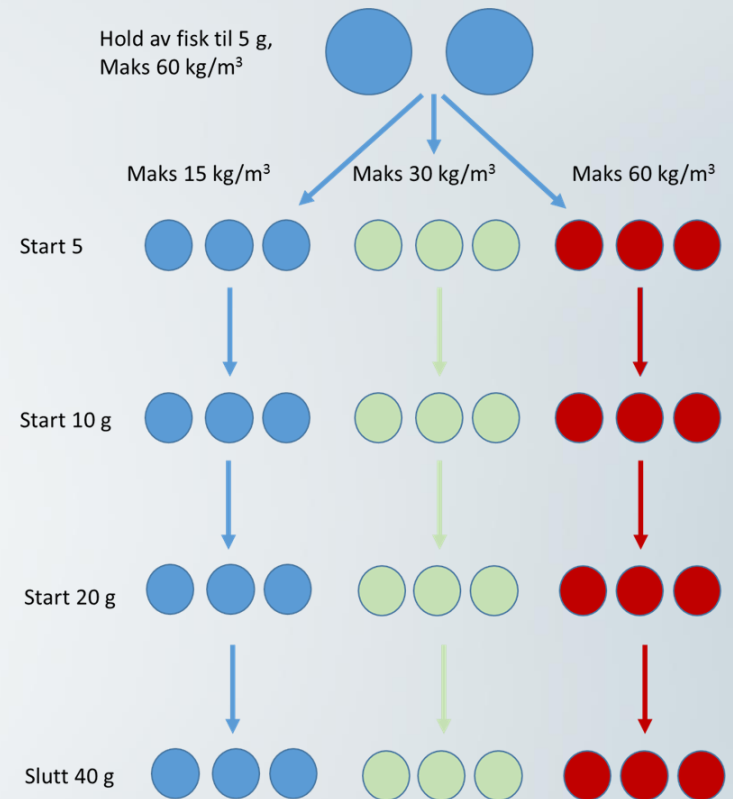 Hold av fisk til 5 g,
Maks 60 kg/m³
Maks 15 kg/m³
Maks 30 kg/m³
Maks 60 kg/m³
Start 5
Start 10 g
Start 20 g
Slutt 40 g